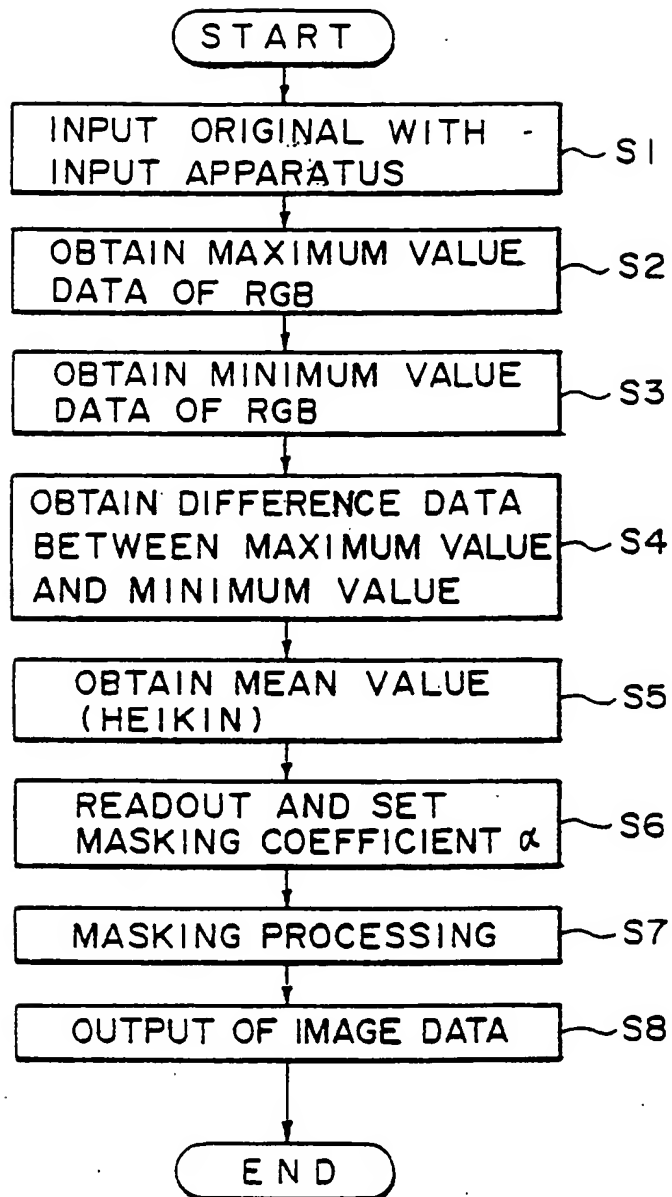 START
INPUT ORIGINAL WITH
INPUT APPARATUS
S1
OBTAIN MAXIMUM VALUE
DATA OF RGB
S2
OBTAIN MINIMUM VALUE
DATA OF RGB
S3
OBTAIN DIFFERENCE DATA
BETWEEN MAXIMUM VALUE
AND MINIMUM VALUE
S4
OBTAIN MEAN VALUE
(HEIKIN)
S5
READOUT AND SET
MASKING COEFFICIENT α
S6
MASKING PROCESSING
S7
OUTPUT OF IMAGE DATA
S8
END